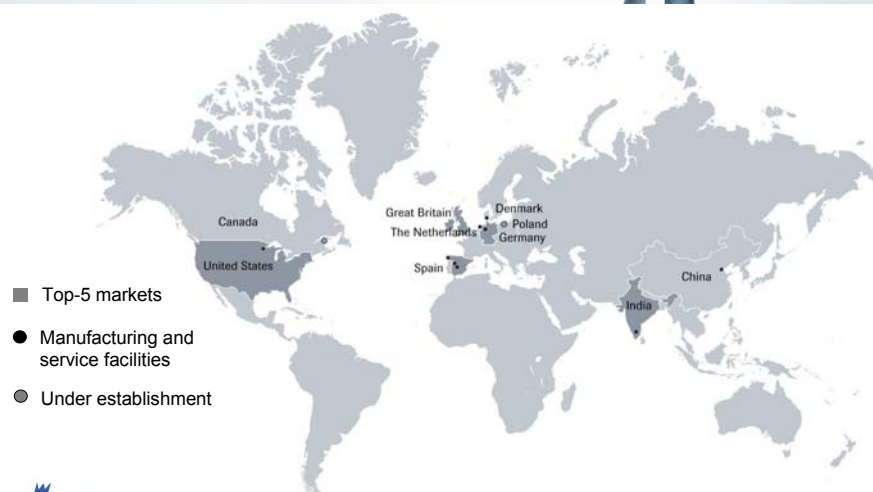 Canada
Great Britain
Denmark
The Netherlands
Poland
Germany
United States
Spain
China
India
Top-5 markets
Manufacturing and
service facilities
Under establishment